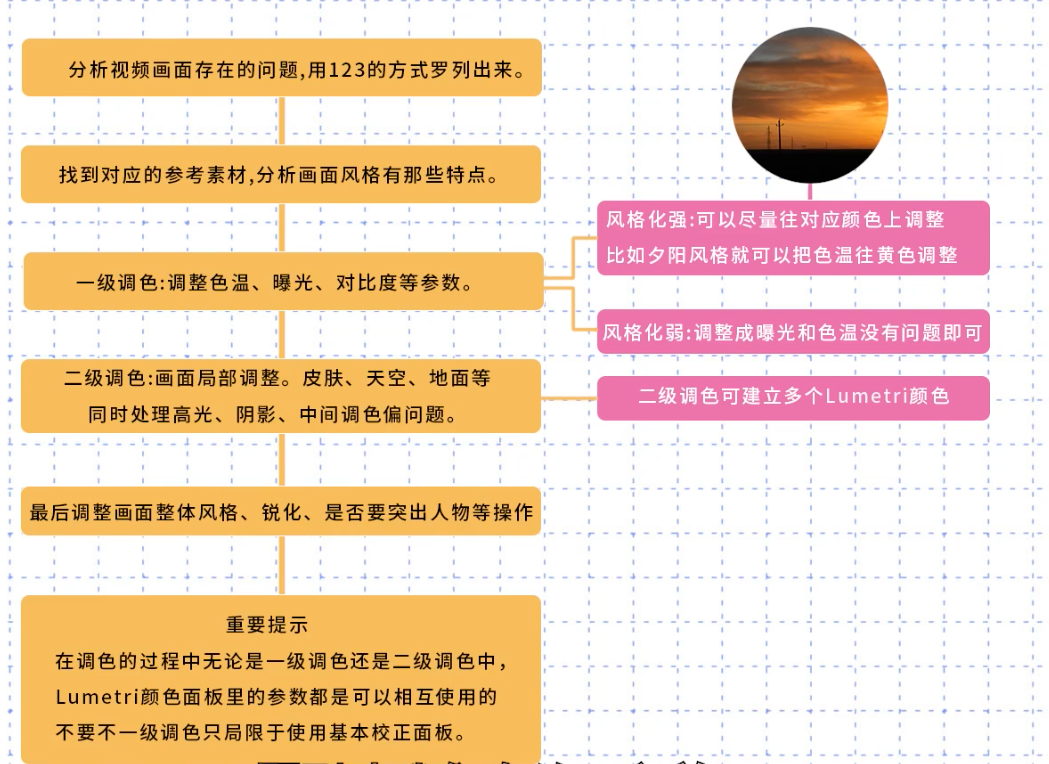 分析视频画面存在的问题,用123的方式罗列出来。
找到对应的参考素材,分析画面风格有那些特点。
一级调色:调整色温、曝光、对比度等参数。
风格化强:可以尽量往对应颜色上调整
比如夕阳风格就可以把色温往黄色调整
风格化弱:调整成曝光和色温没有问题即可
二级调色:画面局部调整。皮肤、天空、地面等
同时处理高光、阴影、中间调色偏问题。
二级调色可建立多个Lumetri颜色
最后调整画面整体风格、锐化、是否要突出人物等操作
重要提示
在调色的过程中无论是一级调色还是二级调色中,
Lumetri颜色面板里的参数都是可以相互使用的
不要不一级调色只局限于使用基本校正面板。